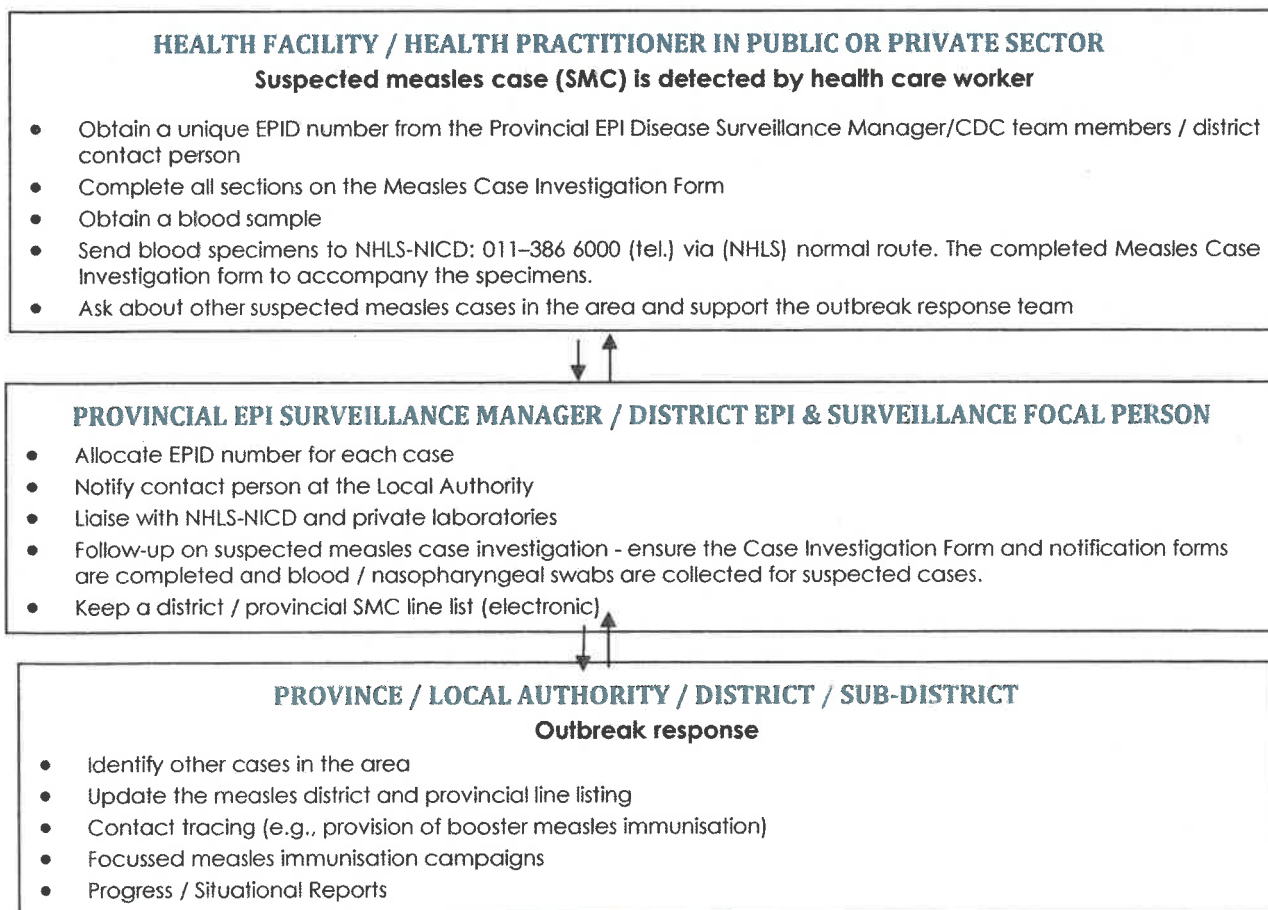 HEALTH FACILITY / HEALTH PRACTITIONER IN PUBLIC OR PRIVATE SECTOR
Suspected measles case (SMC) is detected by health care worker
• Obtain a unique EPID number from the Provincial EPI Disease Surveillance Manager/CDC team members / district
contact person
• Complete all sections on the Measles Case Investigation Form
• Obtain a blood sample
• Send blood specimens to NHLS-NICD: 011–386 6000 (tel.) via (NHLS) normal route. The completed Measles Case
Investigation form to accompany the specimens.
• Ask about other suspected measles cases in the area and support the outbreak response team
PROVINCIAL EPI SURVEILLANCE MANAGER / DISTRICT EPI & SURVEILLANCE FOCAL PERSON
• Allocate EPID number for each case
• Notify contact person at the Local Authority
• Liaise with NHLS-NICD and private laboratories
• Follow-up on suspected measles case investigation - ensure the Case Investigation Form and notification forms
are completed and blood / nasopharyngeal swabs are collected for suspected cases.
• Keep a district / provincial SMC line list (electronic)
PROVINCE / LOCAL AUTHORITY / DISTRICT / SUB-DISTRICT
Outbreak response
• Identify other cases in the area
• Update the measles district and provincial line listing
• Contact tracing (e.g., provision of booster measles immunisation)
• Focussed measles immunisation campaigns
• Progress / Situational Reports